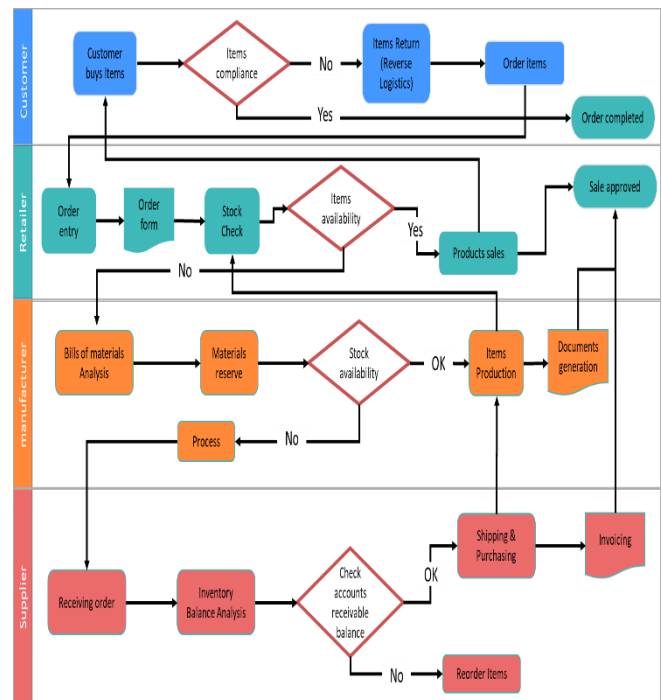 Customer
Customer
buys items
Items
compliance
No
Items Return
(Reverse
Logistics)
Order items
Yes
Order completed
Retailer
Order
entry
Order
form
Stock
Check
Items
availability
Yes
Products sales
Sale approved
No
manufacturer
Bills of materials
Analysis
Materials
reserve
Stock
availability
OK
Items
Production
Documents
generation
Process
No
Supplier
Receiving order
Inventory
Balance Analysis
Check
accounts
receivable
balance
OK
Shipping &
Purchasing
Invoicing
No
Reorder Items